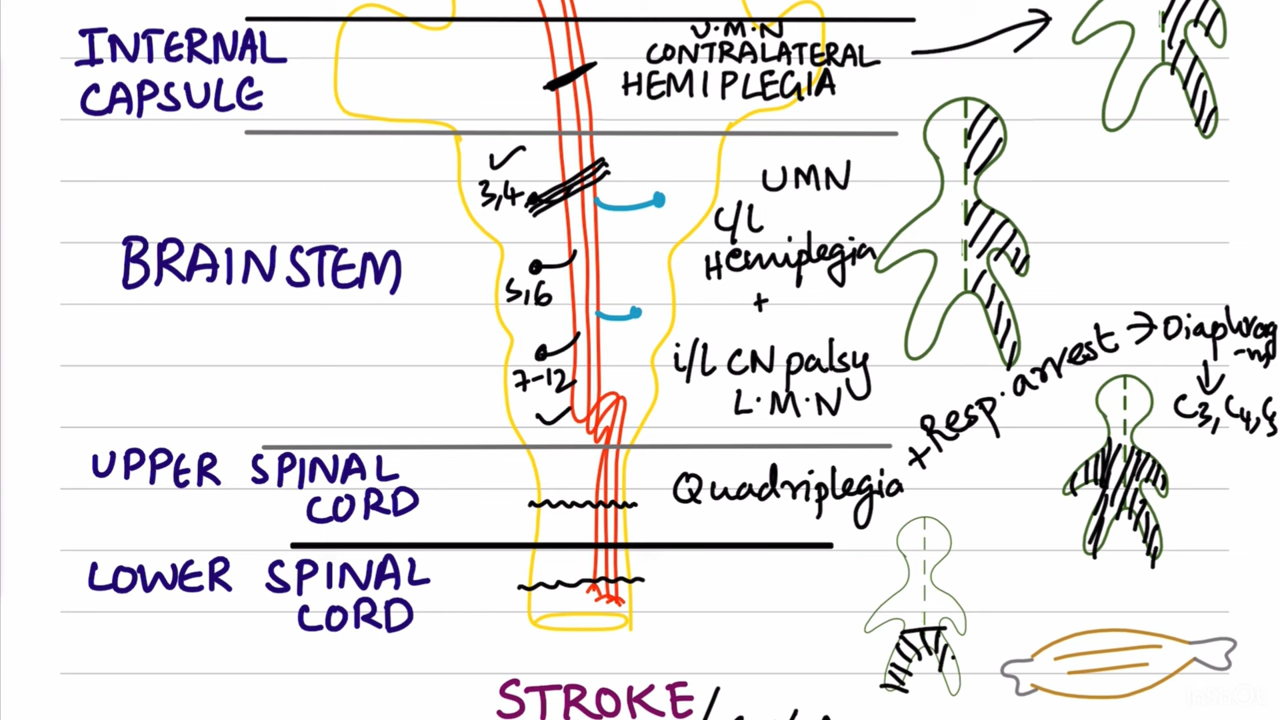 INTERNAL
CAPSULE
U.M.N
CONTRALATERAL
HEMIPLEGIA
BRAINSTEM
3,4
5,6
7-12
UMN
C/L
Hemiplegia
+
i/L CN palsy
L.M.N
UPPER SPINAL
CORD
Quadriplegia
+ Resp. arrest → Diaphrag
C3, C4, 5
LOWER SPINAL
CORD
STROKE/